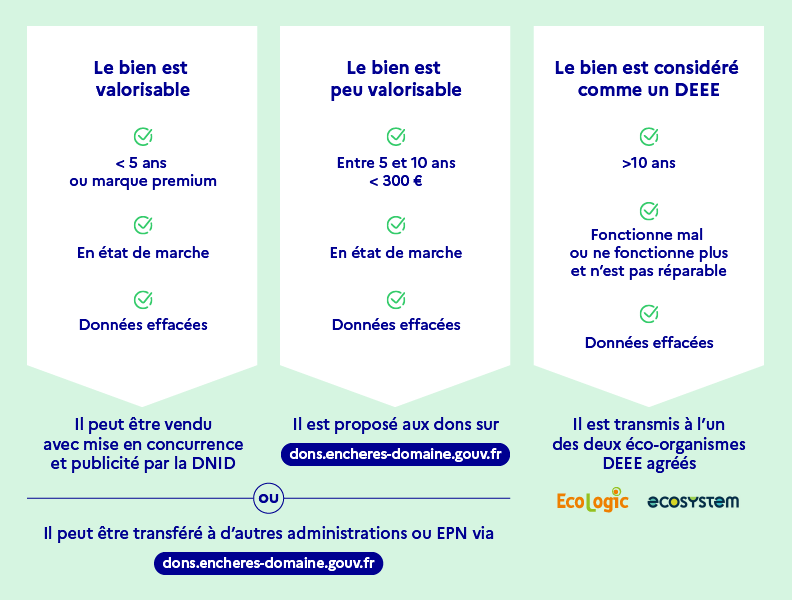 Le bien est
valorisable
< 5 ans
ou marque premium
En état de marche
Données effacées
Il peut être vendu
avec mise en concurrence
et publicité par la DNID
Le bien est
peu valorisable
Entre 5 et 10 ans
< 300 €
En état de marche
Données effacées
Il est proposé aux dons sur
dons.encheres-domaine.gouv.fr
ou
Il peut être transféré à d'autres administrations ou EPN via
dons.encheres-domaine.gouv.fr
Le bien est considéré
comme un DEEE
>10 ans
Fonctionne mal
ou ne fonctionne plus
et n'est pas réparable
Données effacées
Il est transmis à l'un
des deux éco-organismes
DEEE agréés
EcoLogic
ecosystem